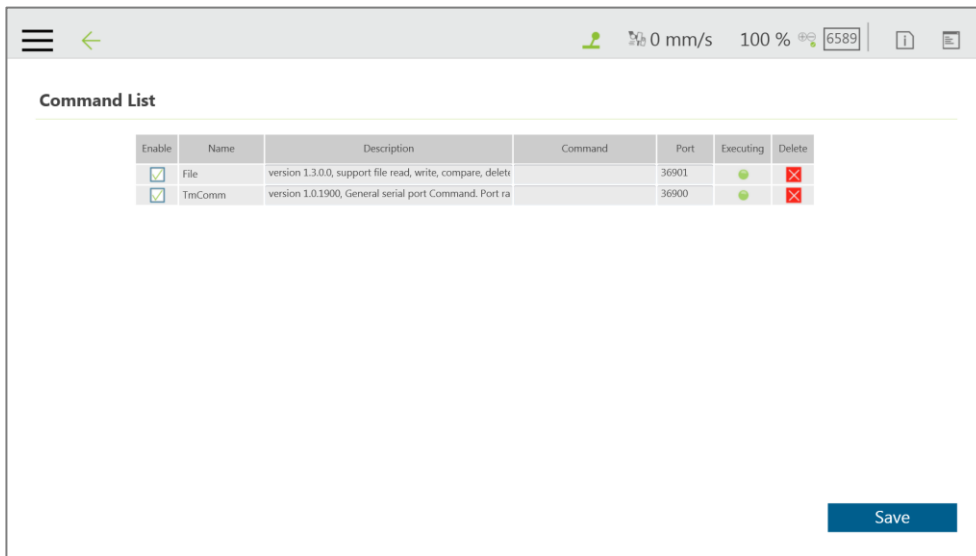 0 mm/s 100 % 6589
Command List
Enable Name Description Command Port Executing Delete
File version 1.3.0.0, support file read, write, compare, delete 36901
TmComm version 1.0.1900, General serial port Command. Port ra 36900
Save